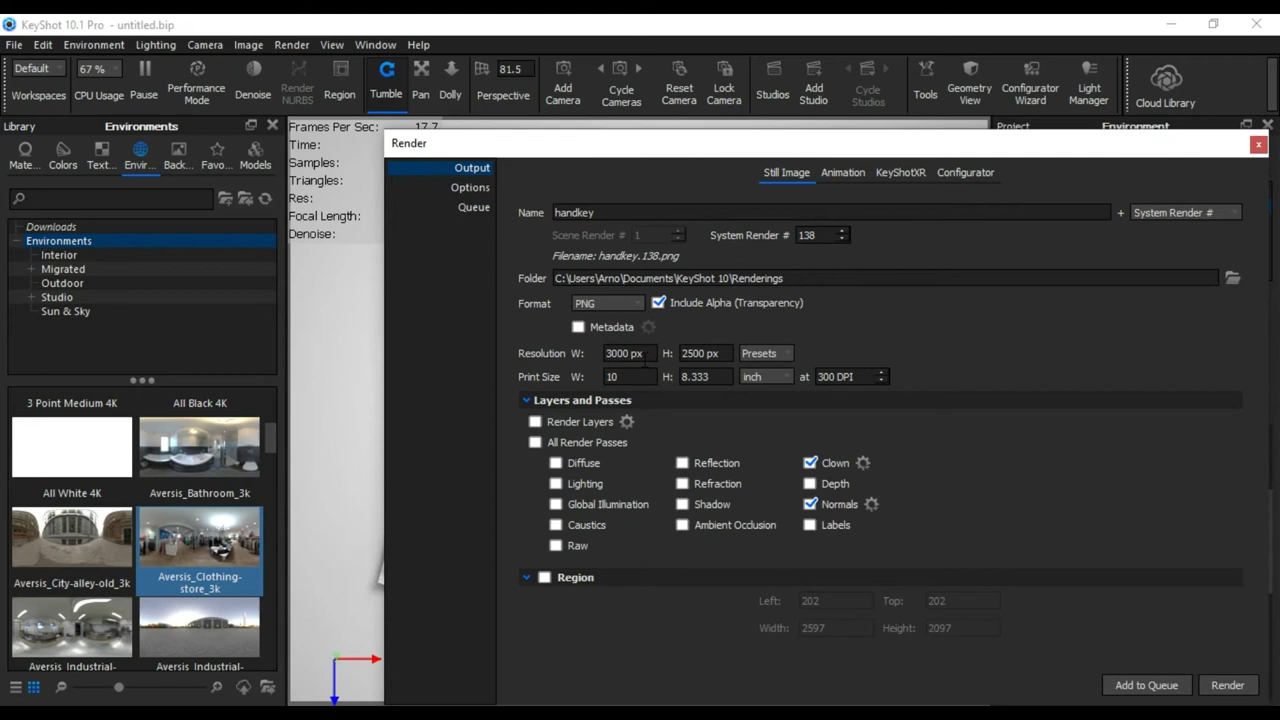 KeyShot 10.1 Pro - untitled.bip
File Edit Environment Lighting Camera Image Render View Window Help
Default 67 % 81.5
Workspaces CPU Usage Pause Performance Mode Denoise Render NURBS Region Tumble Pan Dolly Perspective Add Camera Cycle Cameras Reset Camera Lock Camera Studios Add Studio Cycle Studios Tools Geometry View Configurator Wizard Light Manager Cloud Library
Library Environments
Project Environment
Mate... Colors Text... Envir... Back... Favo... Models
Downloads
Environments
Interior
Migrated
Outdoor
Studio
Sun & Sky
3 Point Medium 4K All Black 4K
All White 4K Aversis_Bathroom_3k
Aversis_City-alley-old_3k Aversis_Clothing-
store_3k
Aversis_Industrial- Aversis_Industrial-
Frames Per Sec: 17.7
Time:
Samples:
Triangles:
Res:
Focal Length:
Denoise:
Render
Output
Options
Queue
Still Image Animation KeyShotXR Configurator
Name handkey + System Render #
Scene Render # 1 System Render # 138
Filename: handkey.138.png
Folder C:\Users\Arno\Documents\KeyShot 10\Renderings
Format PNG Include Alpha (Transparency)
Metadata
Resolution W: 3000 px H: 2500 px Presets
Print Size W: 10 H: 8.333 inch at 300 DPI
Layers and Passes
Render Layers
All Render Passes
Diffuse Reflection Clown
Lighting Refraction Depth
Global Illumination Shadow Normals
Caustics Ambient Occlusion Labels
Raw
Region
Left: 202 Top: 202
Width: 2597 Height: 2097
Add to Queue Render